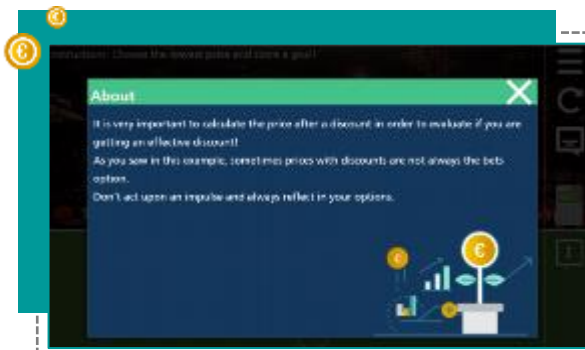 Instructions: Choose the lowest price and score a goal!
About
It is very important to calculate the price after a discount in order to evaluate if you are
getting an effective discount!
As you saw in this example, sometimes prices with discounts are not always the bets
option.
Don't act upon an impulse and always reflect in your options.